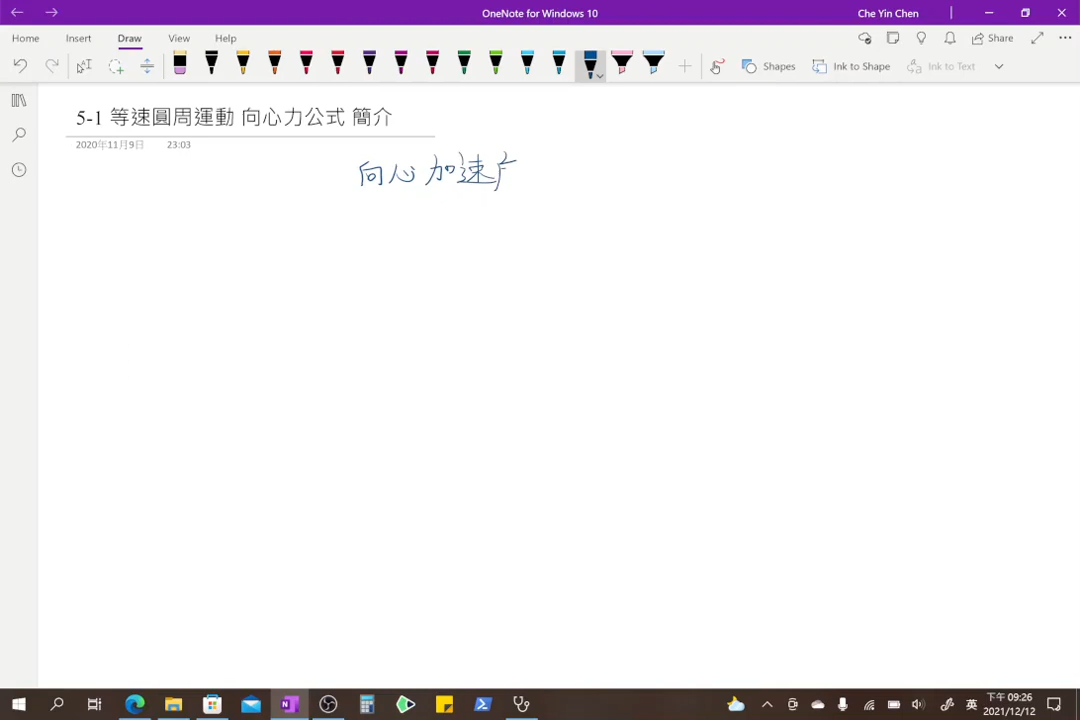 OneNote for Windows 10
Che Yin Chen
Home Insert Draw View Help
Share
Shapes
Ink to Shape
Ink to Text
5-1 等速圓周運動 向心力公式 簡介
2020年11月9日 23:03
向心 加速
英
下午 09:26
2021/12/12